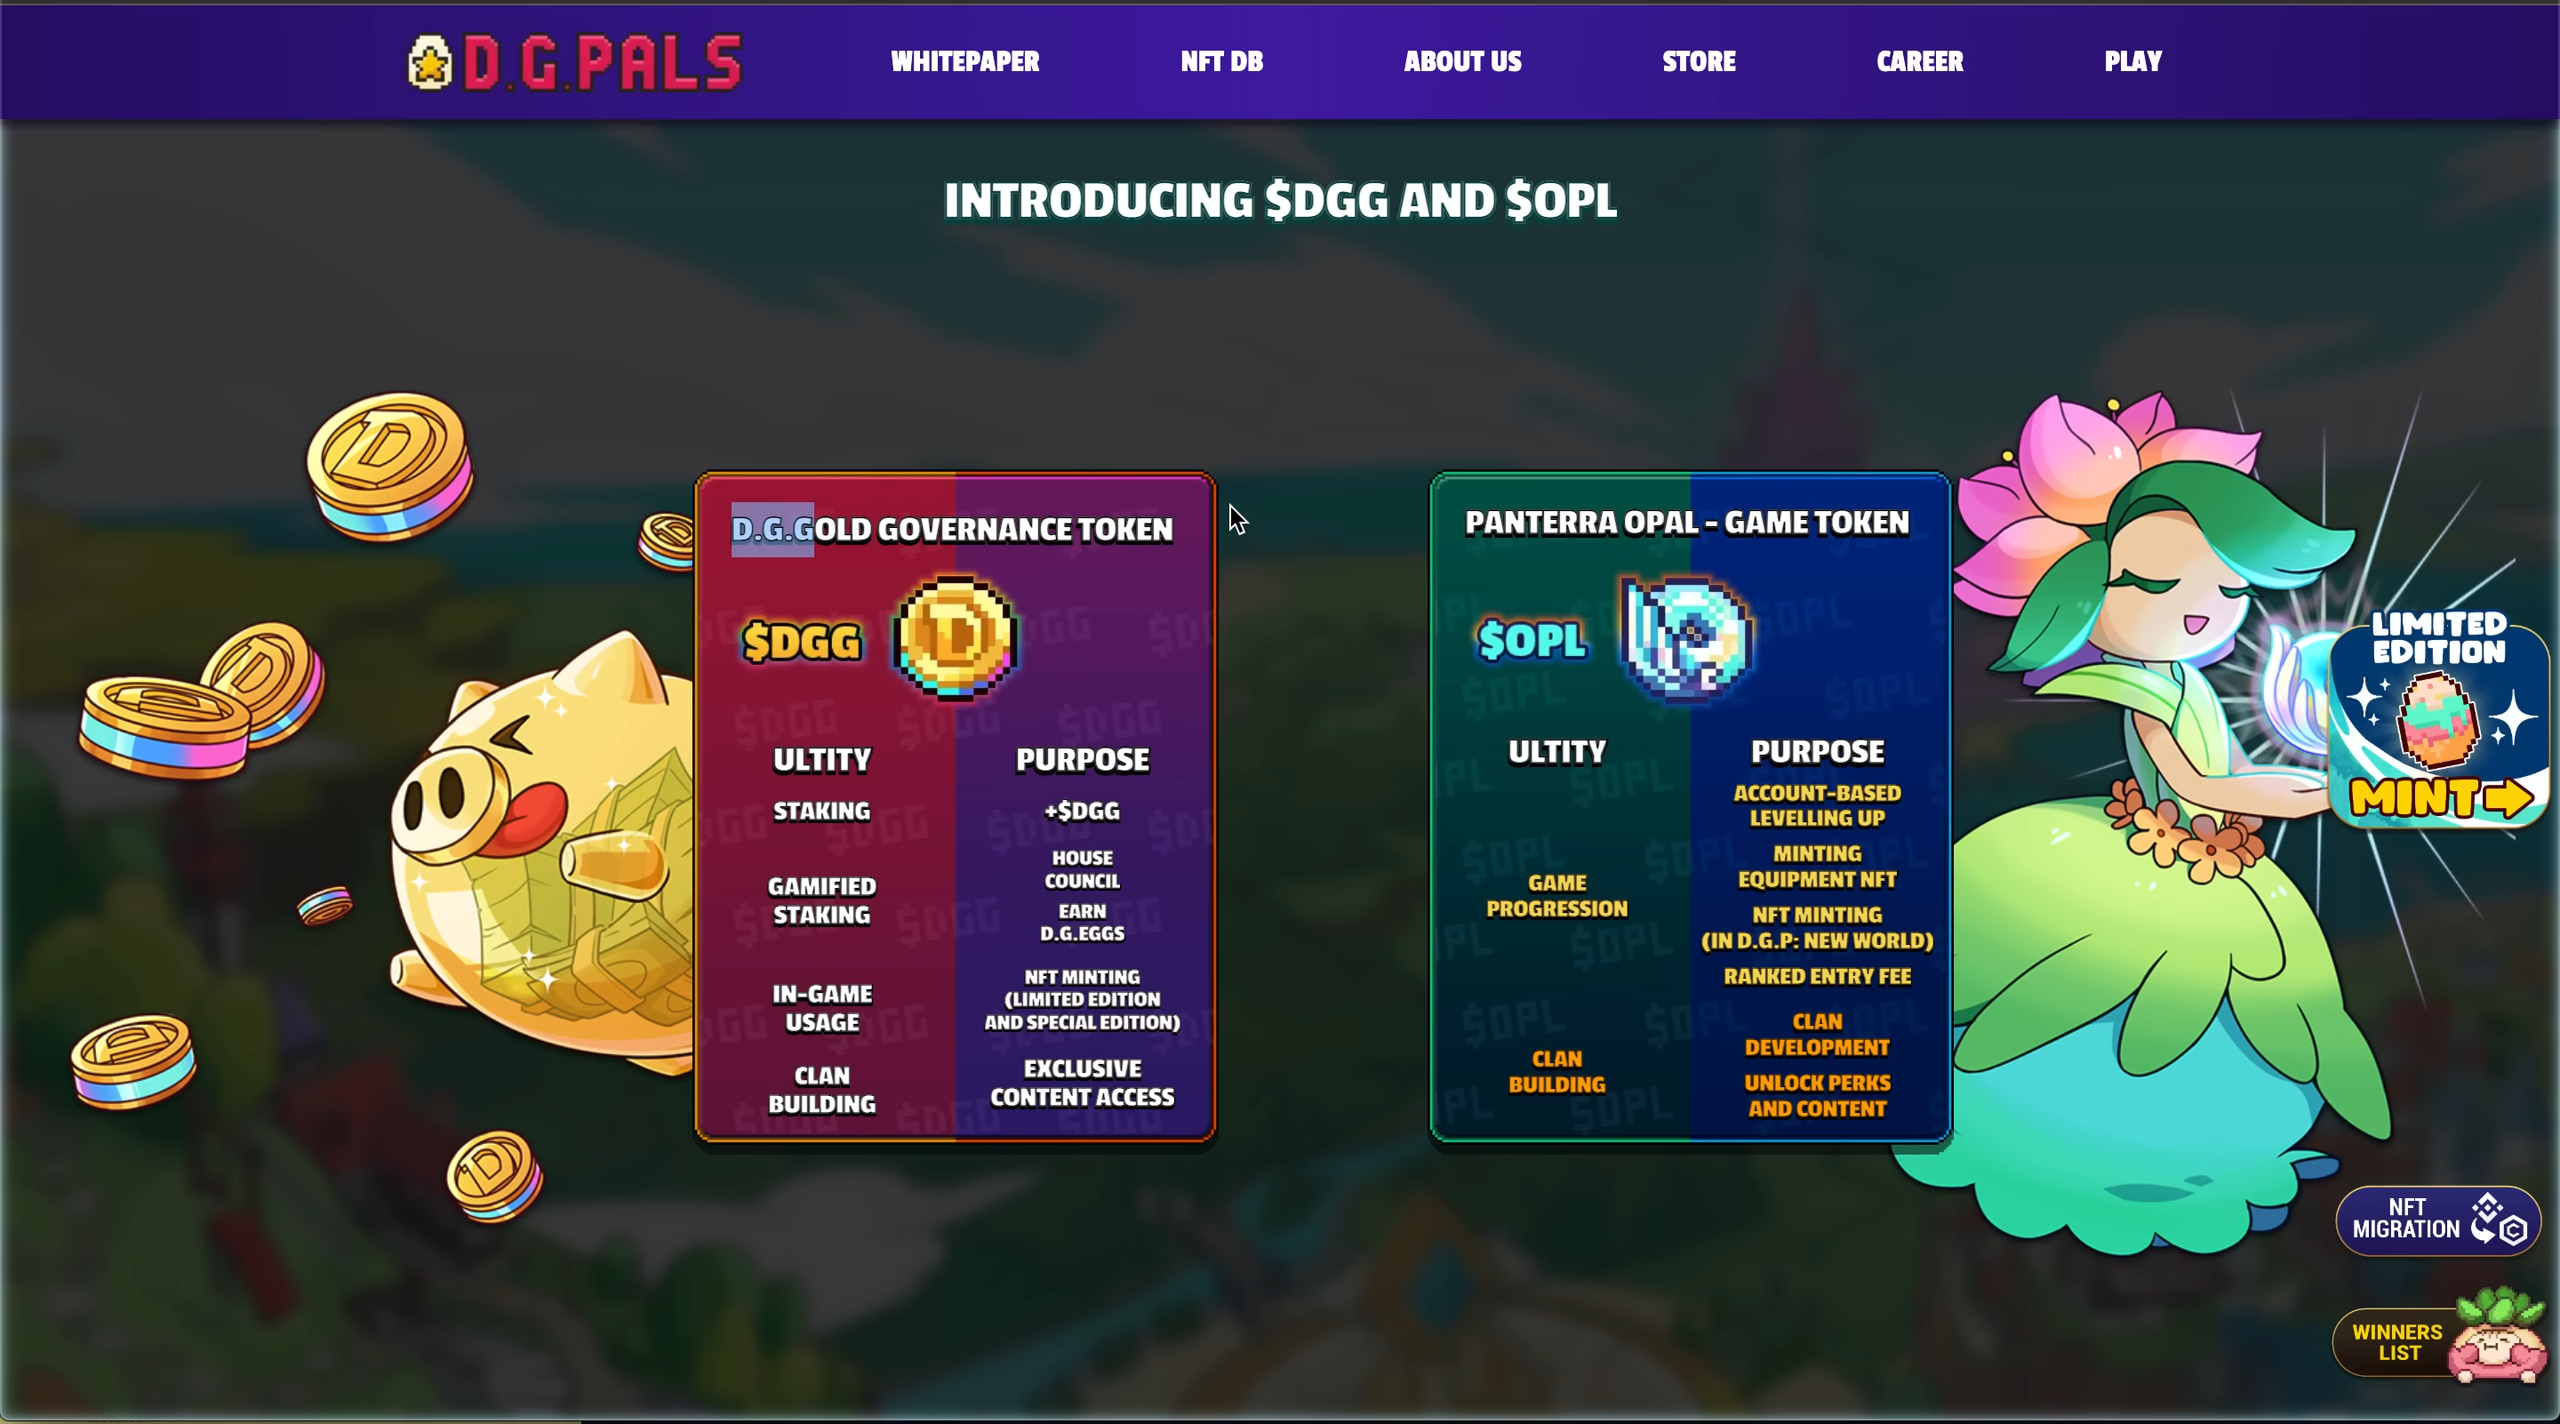 D.G.PALS
WHITEPAPER
NFT DB
ABOUT US
STORE
CAREER
PLAY
INTRODUCING $DGG AND $OPL
D.G.GOLD GOVERNANCE TOKEN
$DGG
ULTITY
PURPOSE
STAKING
+$DGG
GAMIFIED
STAKING
HOUSE
COUNCIL
EARN
D.G.EGGS
IN-GAME
USAGE
NFT MINTING
(LIMITED EDITION
AND SPECIAL EDITION)
CLAN
BUILDING
EXCLUSIVE
CONTENT ACCESS
PANTERRA OPAL - GAME TOKEN
$OPL
ULTITY
PURPOSE
GAME
PROGRESSION
ACCOUNT-BASED
LEVELLING UP
MINTING
EQUIPMENT NFT
NFT MINTING
(IN D.G.P: NEW WORLD)
RANKED ENTRY FEE
CLAN
BUILDING
CLAN
DEVELOPMENT
UNLOCK PERKS
AND CONTENT
LIMITED
EDITION
MINT
NFT
MIGRATION
WINNERS
LIST